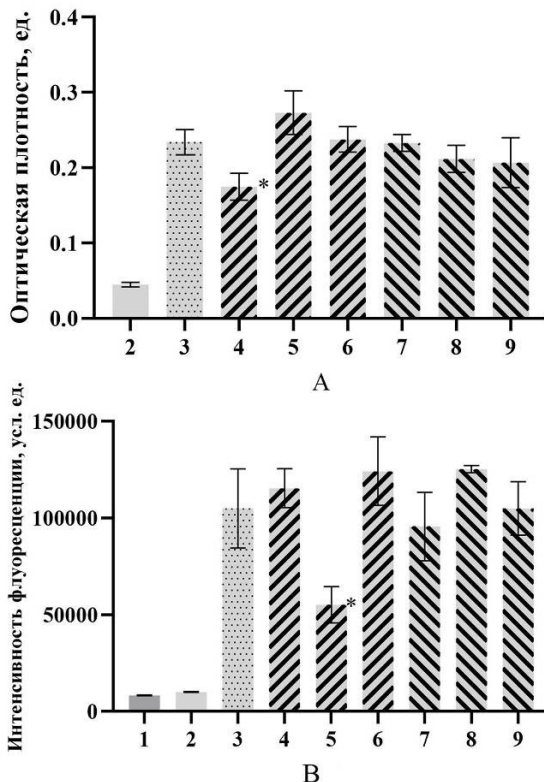 Оптическая плотность, ед.
0.4
0.3
0.2
0.1
0.0
*
2 3 4 5 6 7 8 9
А
Интенсивность флуоресценции, усл. ед.
150000
100000
50000
0
*
1 2 3 4 5 6 7 8 9
В